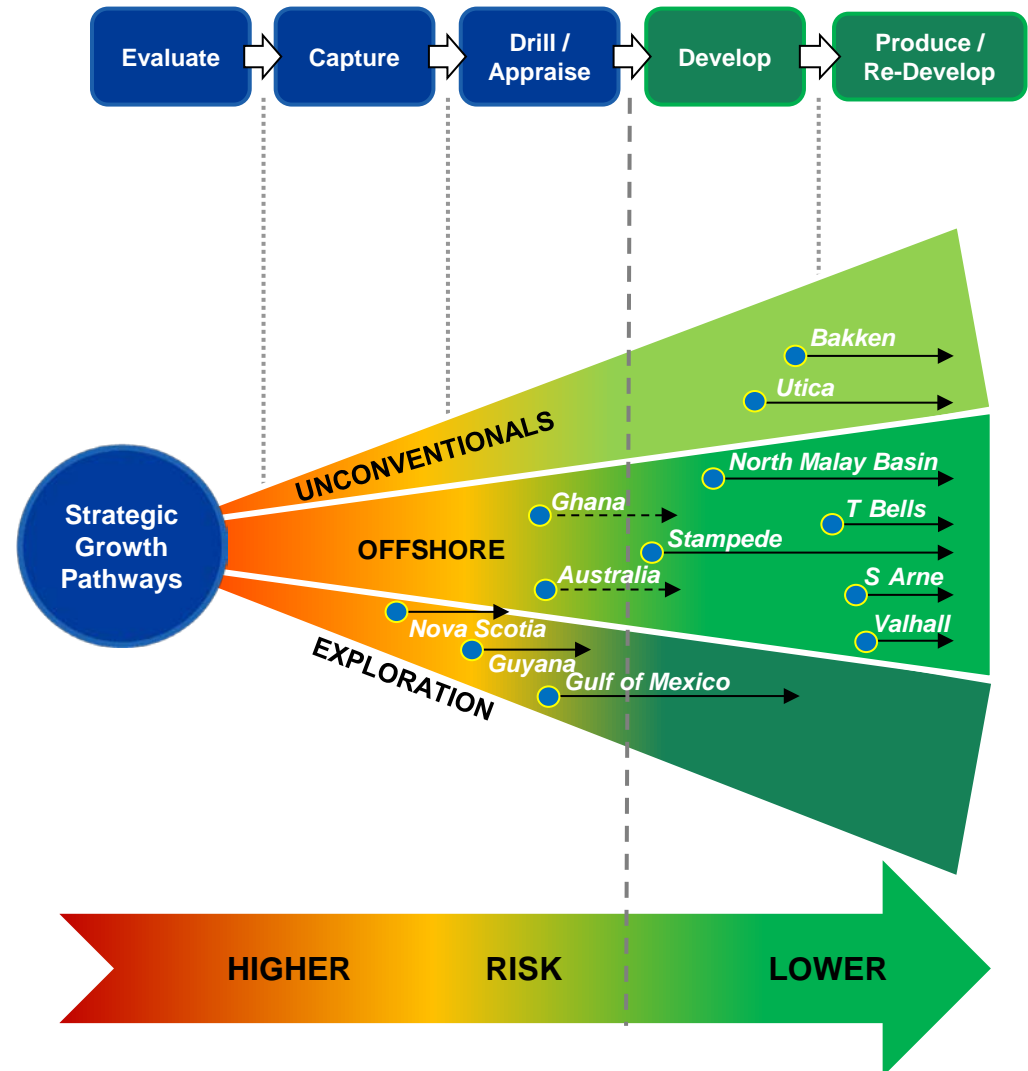 Evaluate
Capture
Drill /
Appraise
Develop
Produce /
Re-Develop
Bakken
Utica
UNCONVENTIONALS
North Malay Basin
Ghana
T Bells
Strategic
Growth
Pathways
OFFSHORE
Stampede
Australia
S Arne
Nova Scotia
Valhall
EXPLORATION
Guyana
Gulf of Mexico
HIGHER
RISK
LOWER